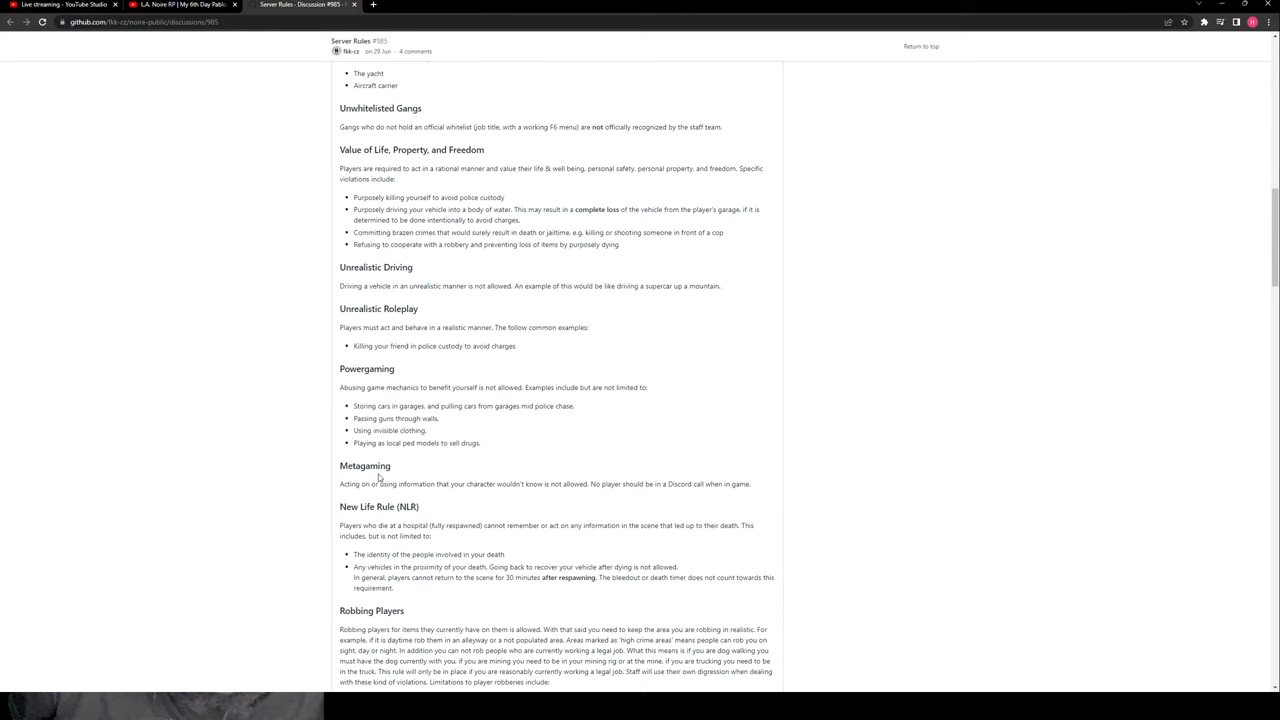 Live streaming - YouTube Studio
L.A. Noire RP | My 6th Day Pablo
Server Rules · Discussion #985 ·
github.com/fkk-cz/noire-public/discussions/985
Server Rules #985
fkk-cz on 29 Jun · 4 comments
Return to top
The yacht
Aircraft carrier
Unwhitelisted Gangs
Gangs who do not hold an official whitelist (job title, with a working F6 menu) are not officially recognized by the staff team.
Value of Life, Property, and Freedom
Players are required to act in a rational manner and value their life & well being, personal safety, personal property, and freedom. Specific
violations include:
Purposely killing yourself to avoid police custody
Purposely driving your vehicle into a body of water. This may result in a complete loss of the vehicle from the player's garage, if it is
determined to be done intentionally to avoid charges.
Committing brazen crimes that would surely result in death or jailtime, e.g. killing or shooting someone in front of a cop
Refusing to cooperate with a robbery and preventing loss of items by purposely dying
Unrealistic Driving
Driving a vehicle in an unrealistic manner is not allowed. An example of this would be like driving a supercar up a mountain.
Unrealistic Roleplay
Players must act and behave in a realistic manner. The follow common examples:
Killing your friend in police custody to avoid charges
Powergaming
Abusing game mechanics to benefit yourself is not allowed. Examples include but are not limited to:
Storing cars in garages, and pulling cars from garages mid police chase.
Passing guns through walls.
Using invisible clothing.
Playing as local ped models to sell drugs.
Metagaming
Acting on or using information that your character wouldn't know is not allowed. No player should be in a Discord call when in game.
New Life Rule (NLR)
Players who die at a hospital (fully respawned) cannot remember or act on any information in the scene that led up to their death. This
includes, but is not limited to:
The identity of the people involved in your death
Any vehicles in the proximity of your death. Going back to recover your vehicle after dying is not allowed.
In general, players cannot return to the scene for 30 minutes after respawning. The bleedout or death timer does not count towards this
requirement.
Robbing Players
Robbing players for items they currently have on them is allowed. With that said you need to keep the area you are robbing in realistic. For
example, if it is daytime rob them in an alleyway or a not populated area. Areas marked as 'high crime areas' means people can rob you on
sight, day or night. In addition you can not rob people who are currently working a legal job. What this means is if you are dog walking you
must have the dog currently with you, if you are mining you need to be in your mining rig or at the mine, if you are trucking you need to be
in the truck. This rule will only be in place if you are reasonably currently working a legal job. Staff will use their own digression when dealing
with these kind of violations. Limitations to player robberies include: